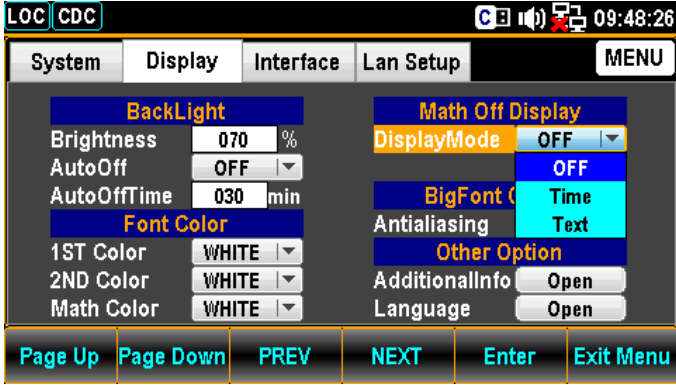 LOC CDC C E 09:48:26
System Display Interface Lan Setup MENU
BackLight
Brightness 070 %
AutoOff OFF
AutoOffTime 030 min
Font Color
1ST Color WHITE
2ND Color WHITE
Math Color WHITE
Math Off Display
DisplayMode OFF
OFF
Time
Text
BigFont
Antialiasing
Other Option
AdditionalInfo Open
Language Open
Page Up Page Down PREV NEXT Enter Exit Menu